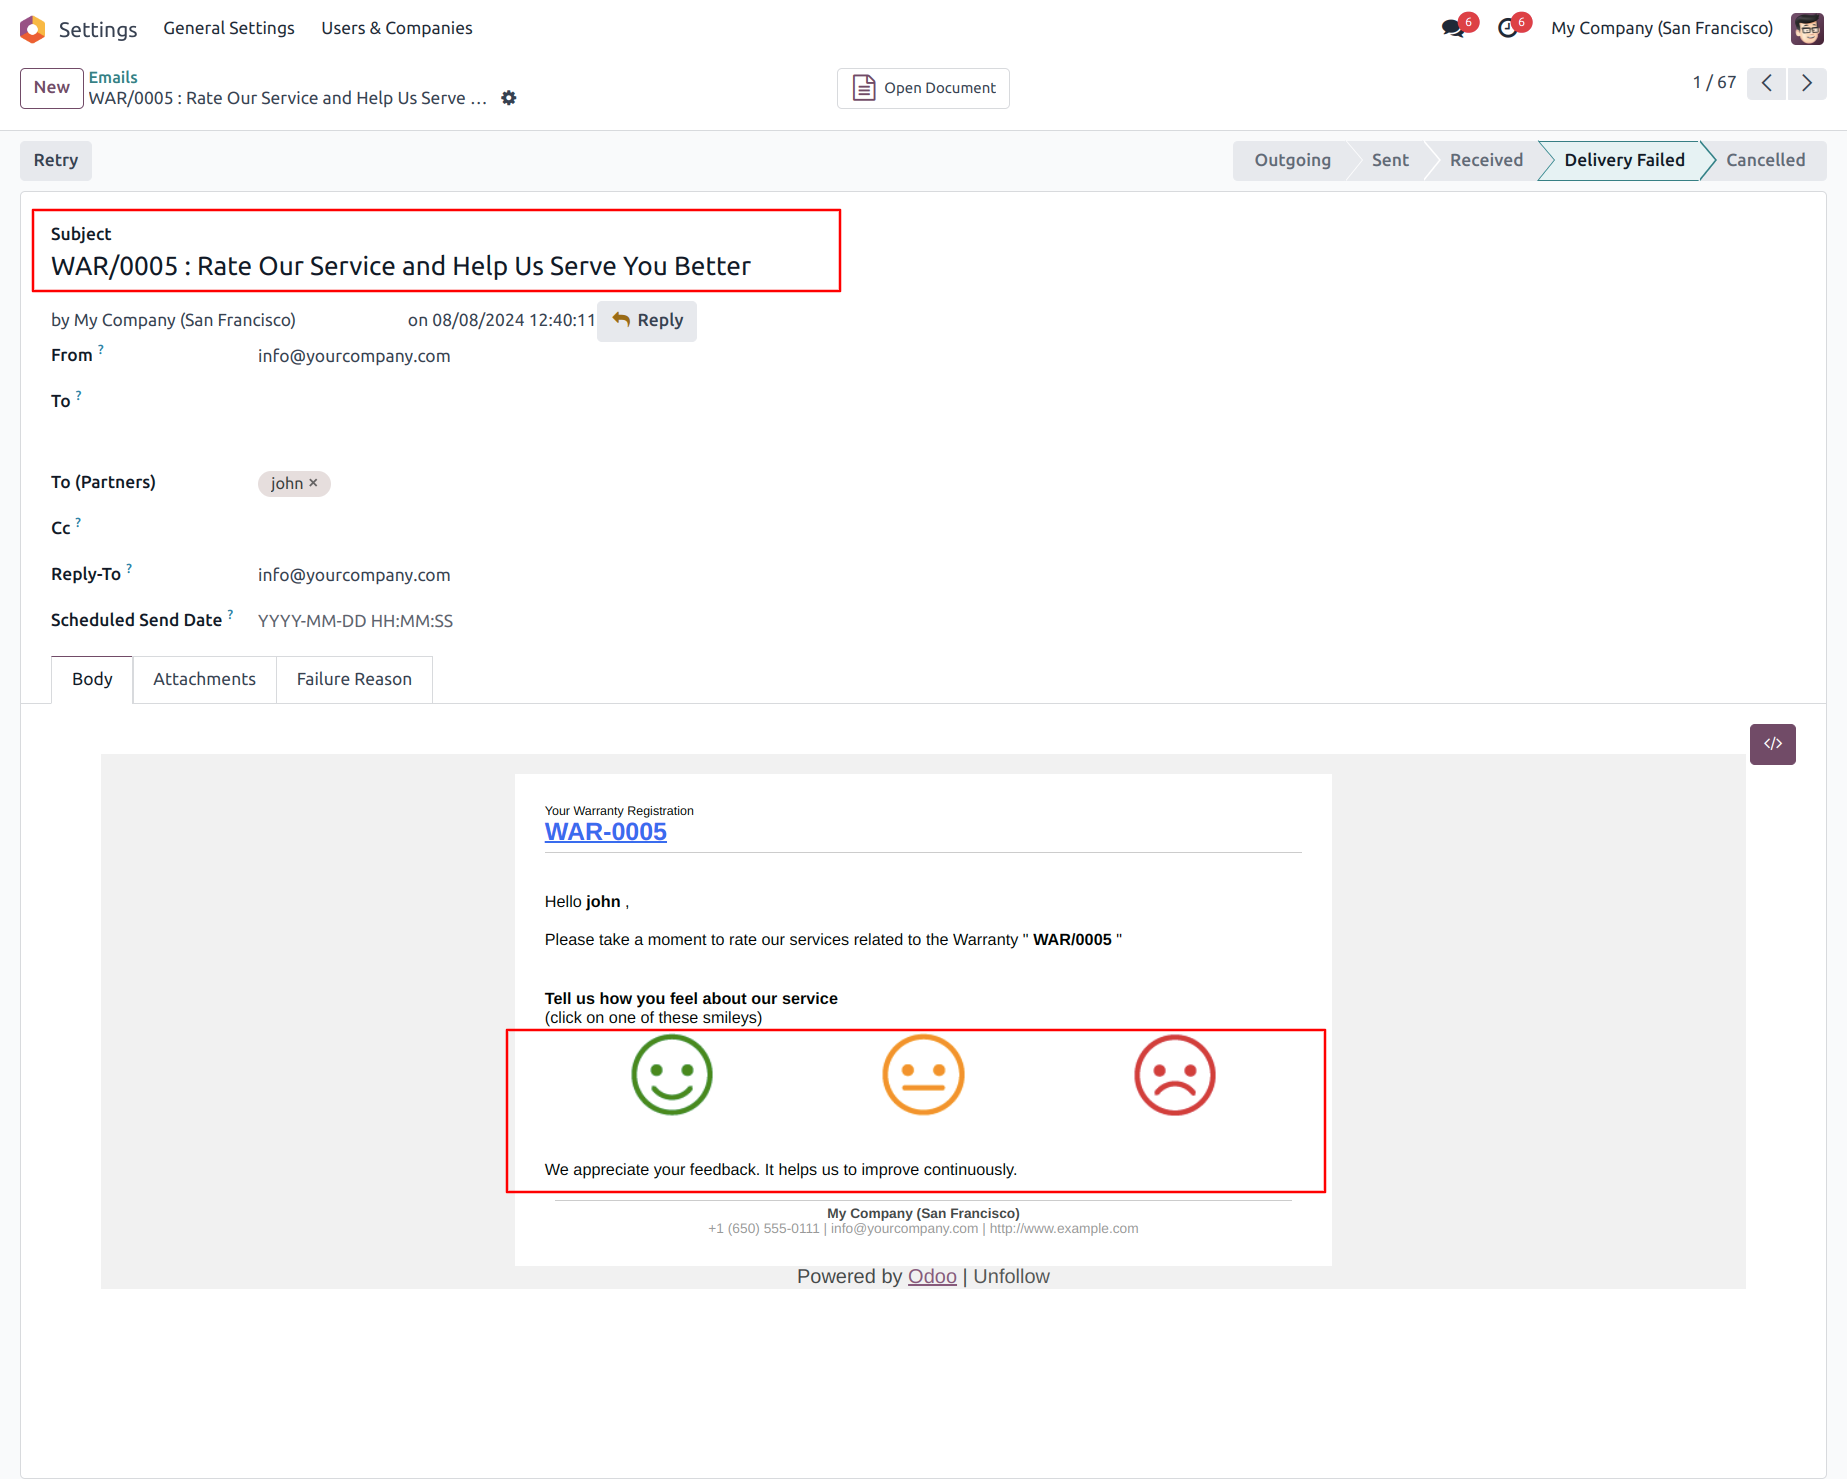 Settings General Settings Users & Companies 6 6 My Company (San Francisco)
New Emails
WAR/0005 : Rate Our Service and Help Us Serve ... Open Document 1 / 67
Retry Outgoing Sent Received Delivery Failed Cancelled
Subject
WAR/0005 : Rate Our Service and Help Us Serve You Better
by My Company (San Francisco) on 08/08/2024 12:40:11 Reply
From ? info@yourcompany.com
To ?
To (Partners) john ×
Cc ?
Reply-To ? info@yourcompany.com
Scheduled Send Date ? YYYY-MM-DD HH:MM:SS
Body Attachments Failure Reason
</>
Your Warranty Registration
WAR-0005
Hello john ,
Please take a moment to rate our services related to the Warranty " WAR/0005 "
Tell us how you feel about our service
(click on one of these smileys)
We appreciate your feedback. It helps us to improve continuously.
My Company (San Francisco)
+1 (650) 555-0111 | info@yourcompany.com | http://www.example.com
Powered by Odoo | Unfollow